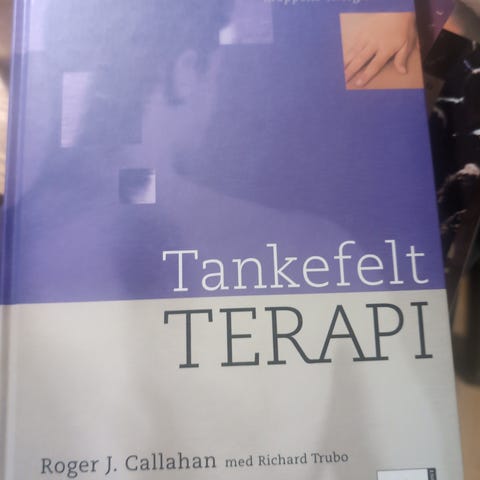 Tankefelt
TERAPI
Roger J. Callahan med Richard Trubo